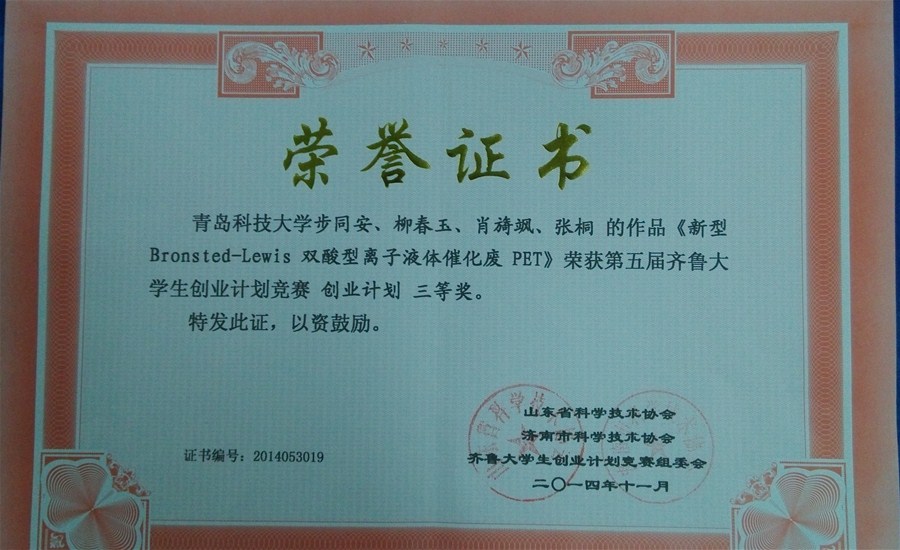 荣誉证书
青岛科技大学步同安、柳春玉、肖旖飒、张桐 的作品《新型
Bronsted-Lewis 双酸型离子液体催化废 PET》荣获第五届齐鲁大
学生创业计划竞赛 创业计划 三等奖。
特发此证，以资鼓励。
山东省科学技术协会
济南市科学技术协会
齐鲁大学生创业计划竞赛组委会
二〇一四年十一月
证书编号：2014053019